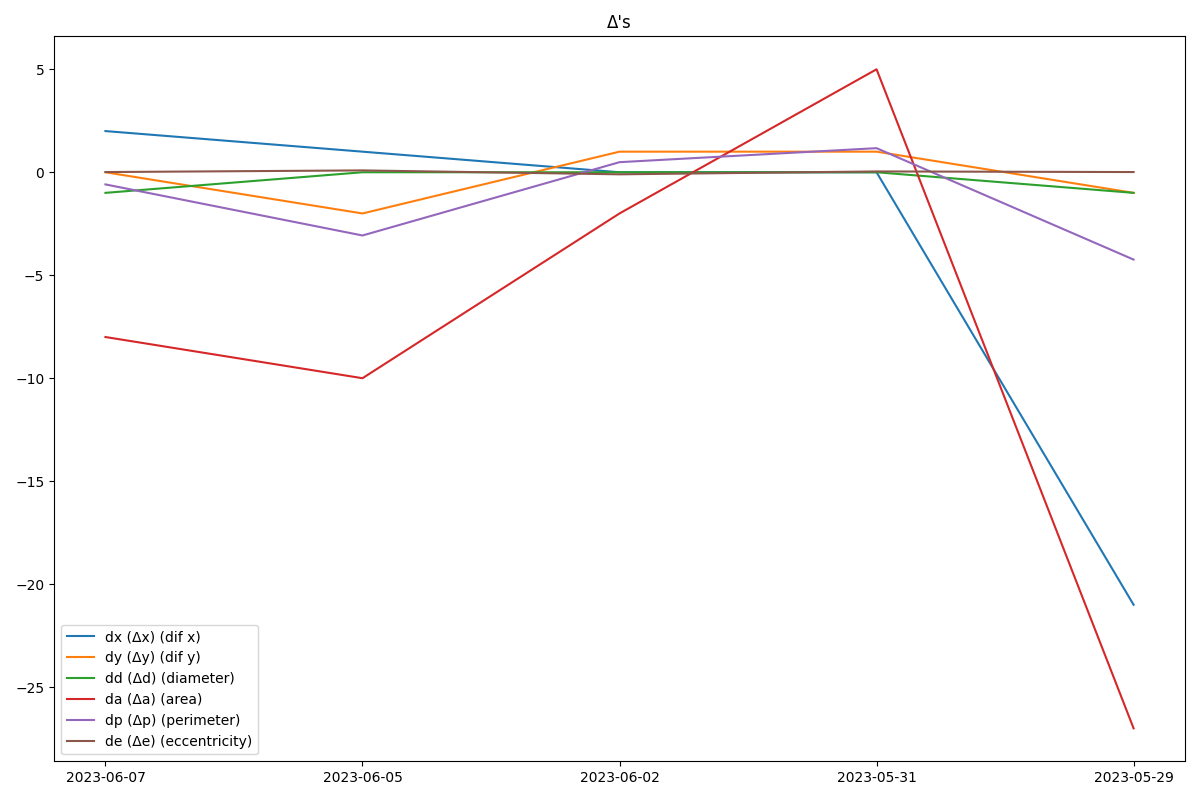 Δ's
5
0
−5
−10
−15
−20
−25
dx (Δx) (dif x)
dy (Δy) (dif y)
dd (Δd) (diameter)
da (Δa) (area)
dp (Δp) (perimeter)
de (Δe) (eccentricity)
2023-06-07
2023-06-05
2023-06-02
2023-05-31
2023-05-29